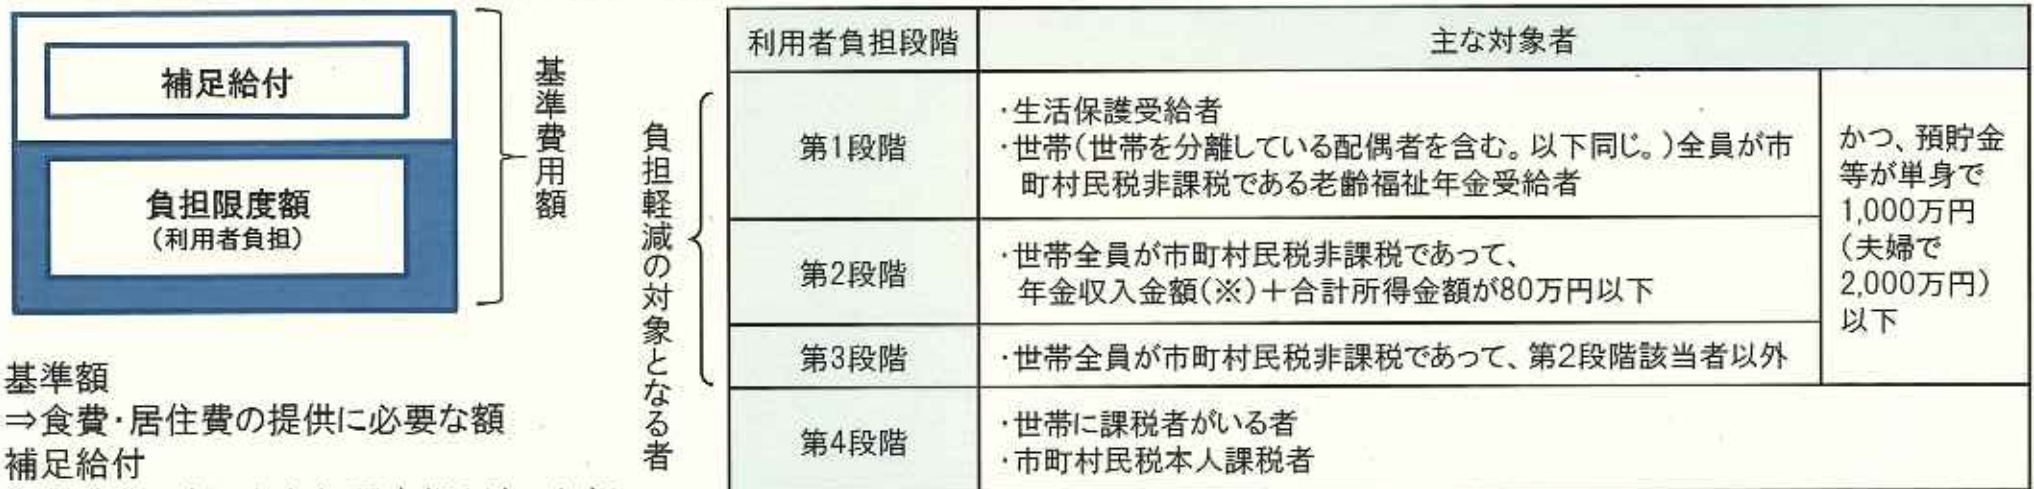 補足給付
負担限度額
(利用者負担)
基準費用額
基準額
⇒食費・居住費の提供に必要な額
補足給付
負担軽減の対象となる者
利用者負担段階
主な対象者
第1段階
・生活保護受給者
・世帯(世帯を分離している配偶者を含む。以下同じ。)全員が市
町村民税非課税である老齢福祉年金受給者
第2段階
・世帯全員が市町村民税非課税であって、
年金収入金額(※)+合計所得金額が80万円以下
第3段階
・世帯全員が市町村民税非課税であって、第2段階該当者以外
かつ、預貯金
等が単身で
1,000万円
(夫婦で
2,000万円)
以下
第4段階
・世帯に課税者がいる者
・市町村民税本人課税者